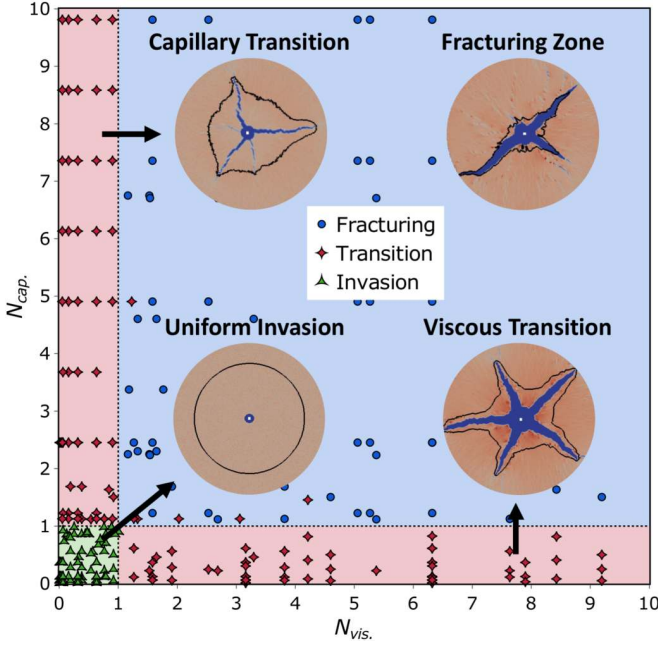 10
9
8
7
6
5
4
3
2
1
0
N_cap.
Capillary Transition
Fracturing Zone
Fracturing
Transition
Invasion
Uniform Invasion
Viscous Transition
0 1 2 3 4 5 6 7 8 9 10
N_vis.